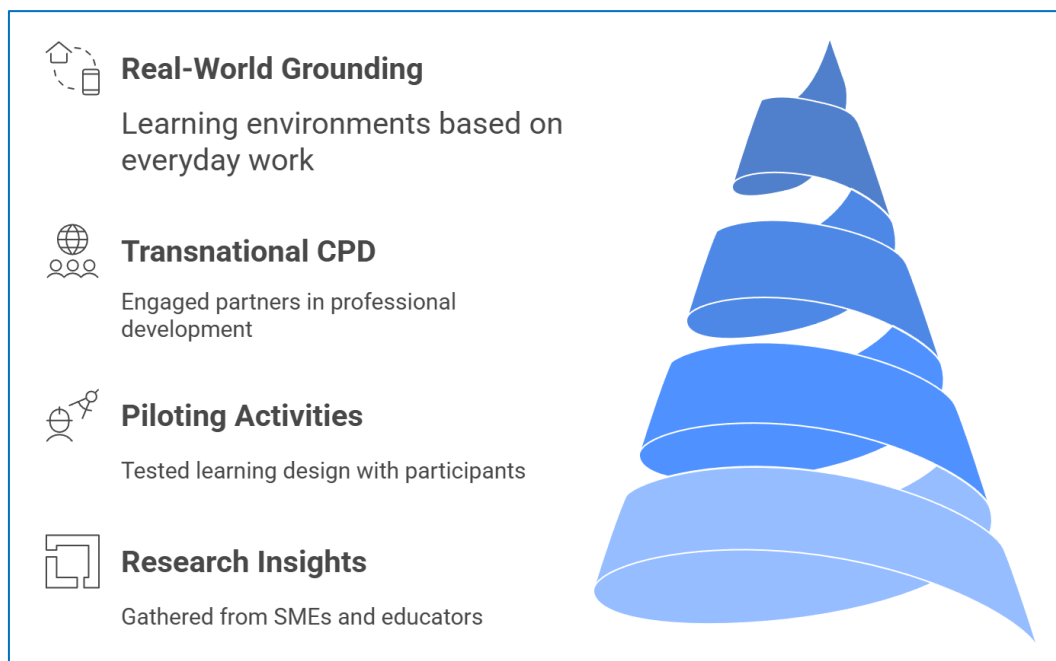 Real-World Grounding
Learning environments based on
everyday work
Transnational CPD
Engaged partners in professional
development
Piloting Activities
Tested learning design with participants
Research Insights
Gathered from SMEs and educators